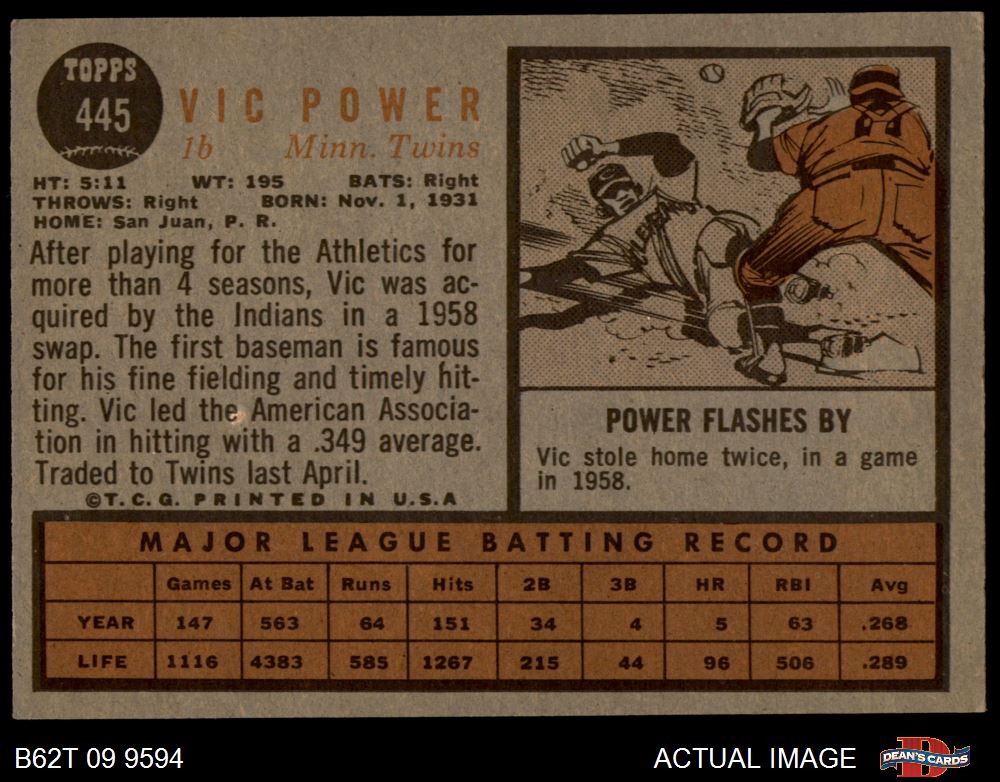 TOPPS
445
VIC POWER
1b Minn. Twins
HT: 5:11 WT: 195 BATS: Right
THROWS: Right BORN: Nov. 1, 1931
HOME: San Juan, P. R.
After playing for the Athletics for
more than 4 seasons, Vic was ac-
quired by the Indians in a 1958
swap. The first baseman is famous
for his fine fielding and timely hit-
ting. Vic led the American Associa-
tion in hitting with a .349 average.
Traded to Twins last April.
©T.C.G. PRINTED IN U.S.A
POWER FLASHES BY
Vic stole home twice, in a game
in 1958.
MAJOR LEAGUE BATTING RECORD
Games At Bat Runs Hits 2B 3B HR RBI Avg
YEAR 147 563 64 151 34 4 5 63 .268
LIFE 1116 4383 585 1267 215 44 96 506 .289
B62T 09 9594
ACTUAL IMAGE
DEAN'S CARDS